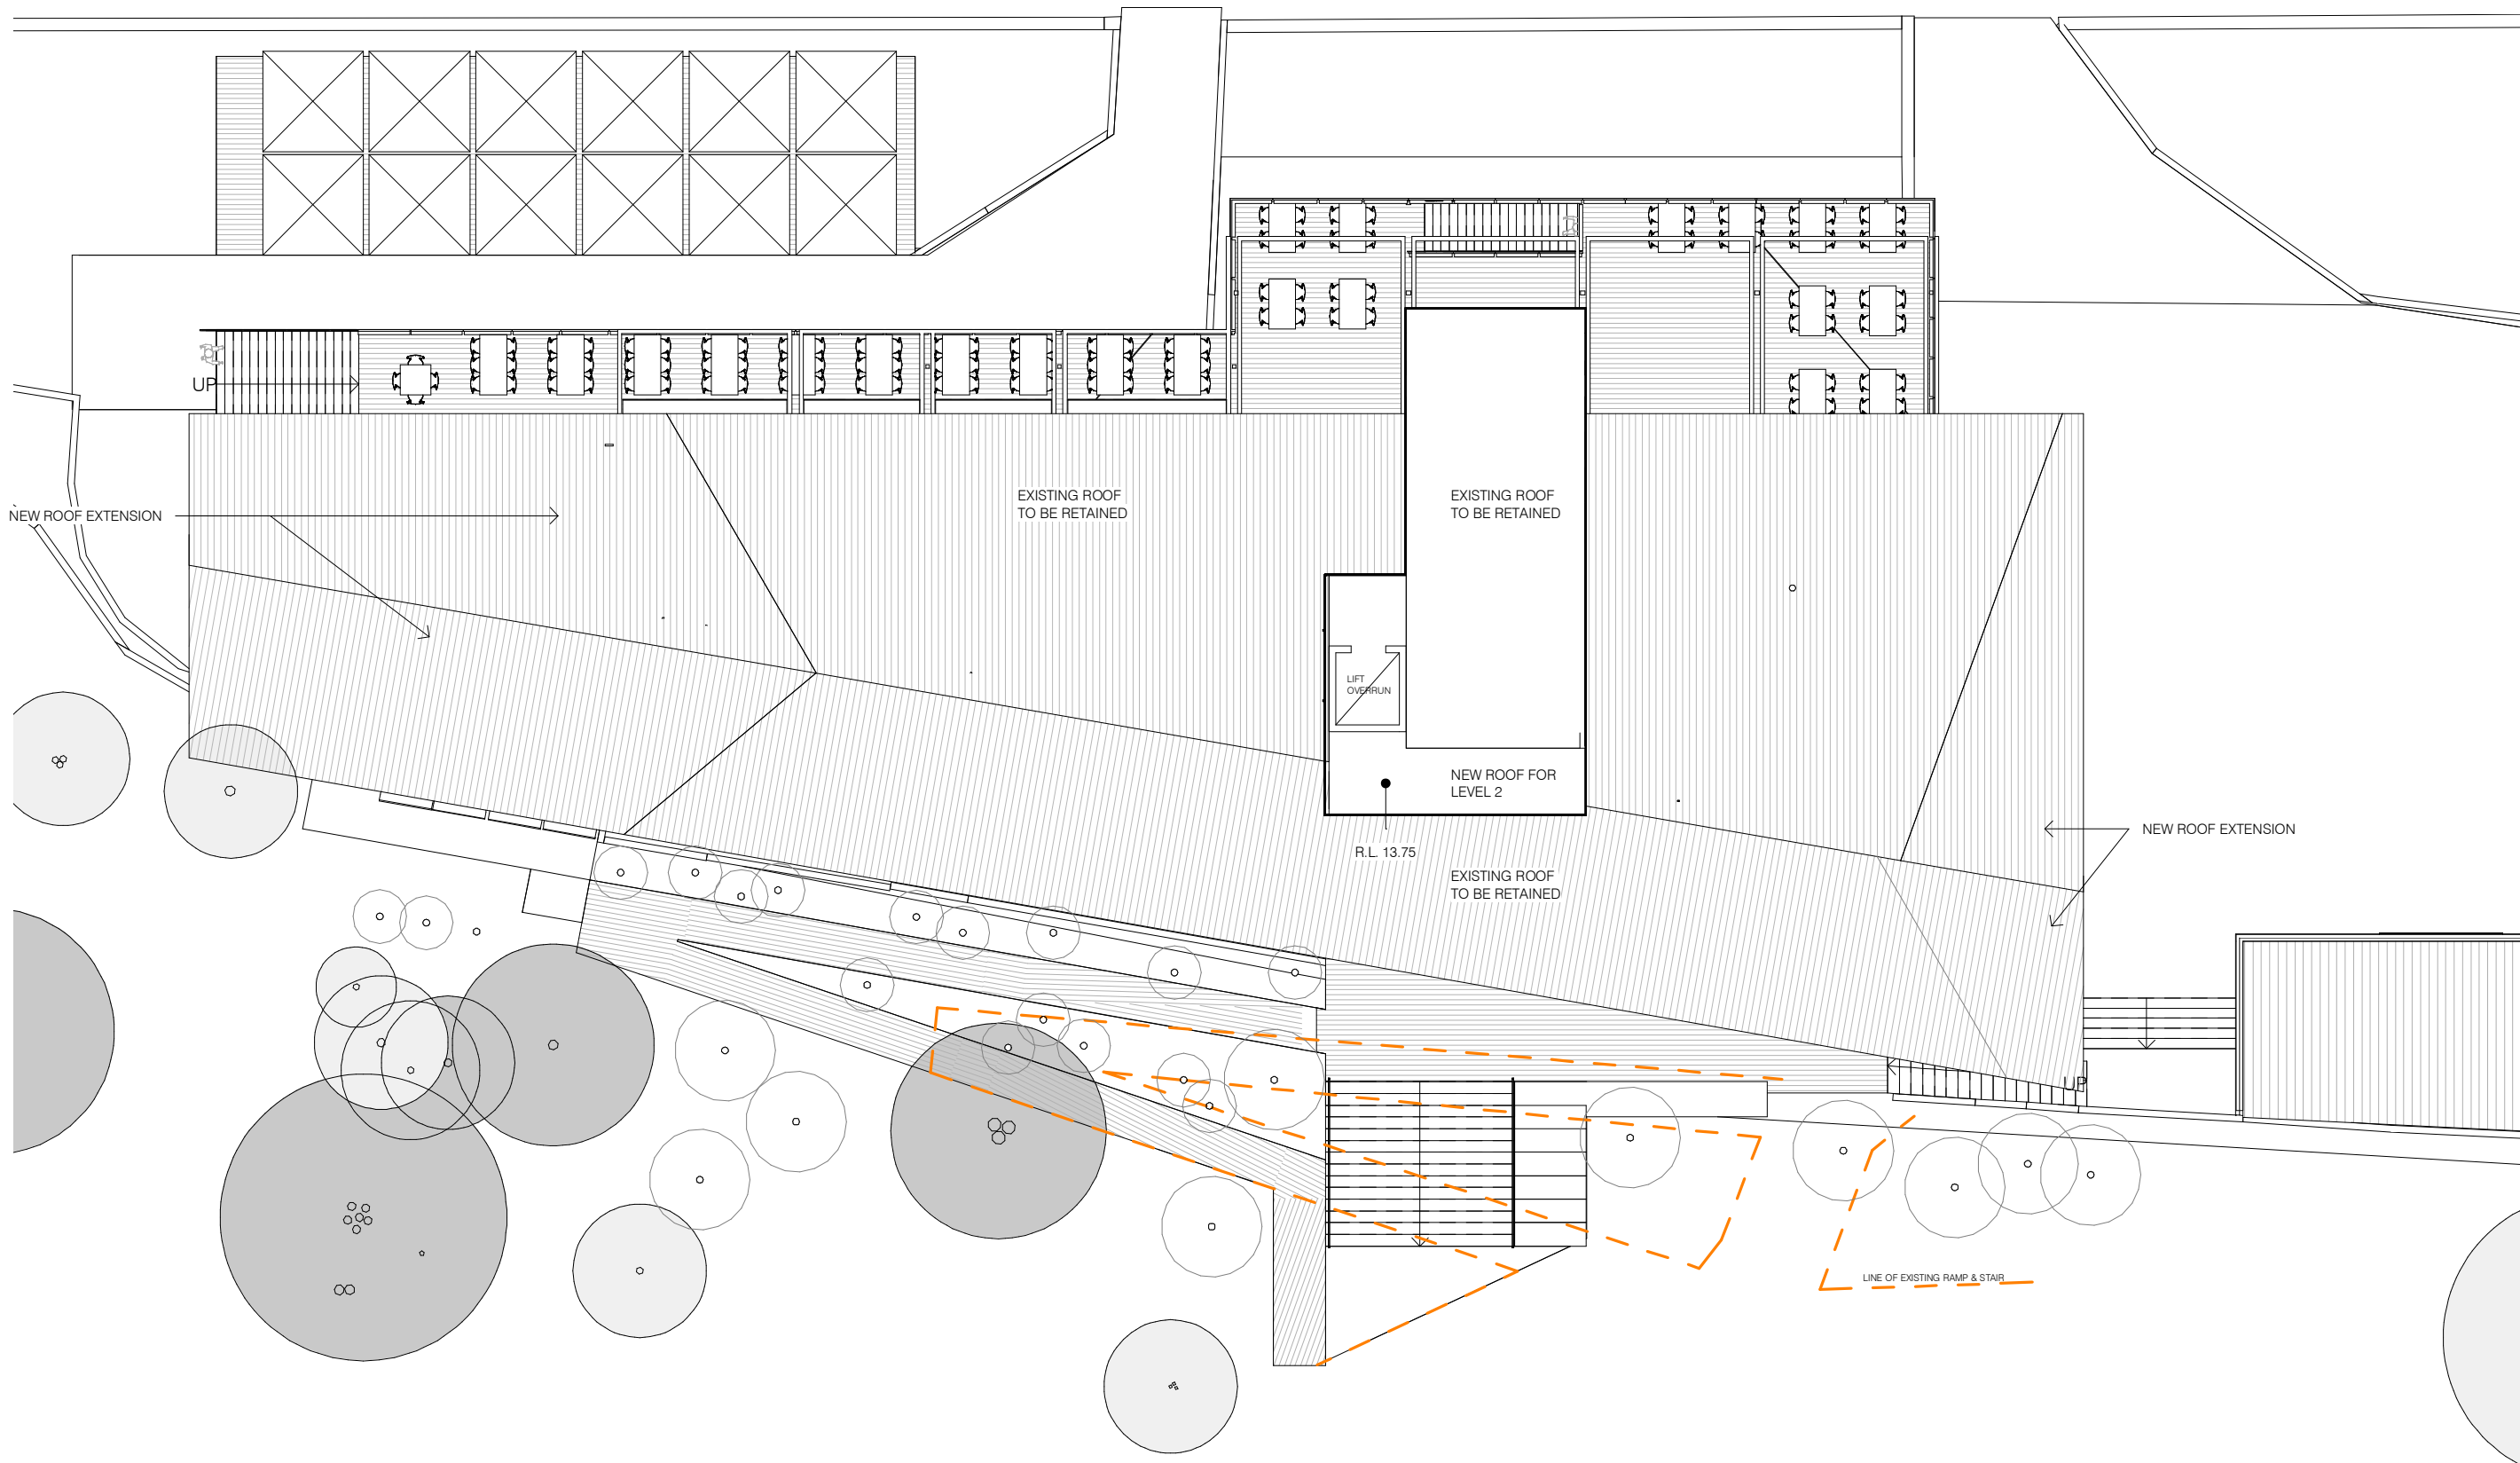 UP
NEW ROOF EXTENSION
EXISTING ROOF
TO BE RETAINED
EXISTING ROOF
TO BE RETAINED
LIFT
OVERRUN
NEW ROOF FOR
LEVEL 2
R.L. 13.75
NEW ROOF EXTENSION
EXISTING ROOF
TO BE RETAINED
UP
LINE OF EXISTING RAMP & STAIR